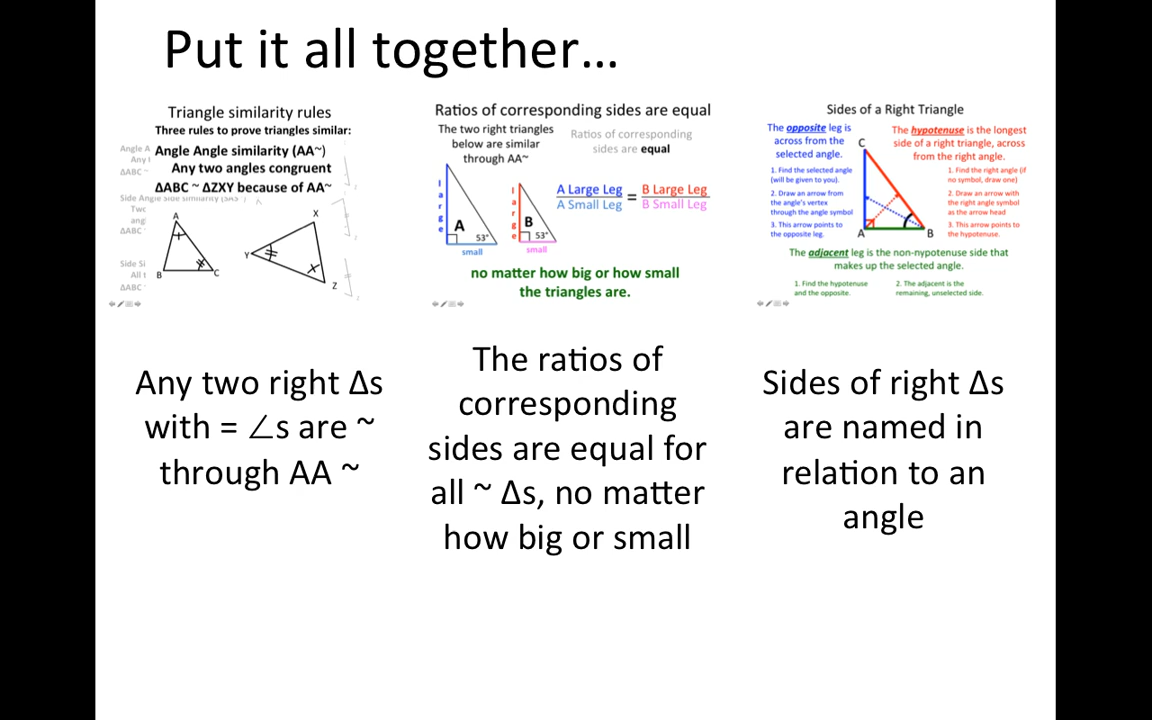 Put it all together…
Triangle similarity rules
Three rules to prove triangles similar:
Angle A
Angle Angle similarity (AA~)
Any t
Any two angles congruent
ΔABC ~
ΔABC ~ ΔZXY because of AA~
Side Angle Side similarity (SAS
Twc
ang
ΔABC
A
X
Y
Side Si
All t
ΔABC
B
C
Z
Ratios of corresponding sides are equal
The two right triangles
below are similar
through AA~
Ratios of corresponding
sides are equal
large
A
53°
small
large
B
53°
small
A Large Leg = B Large Leg
A Small Leg B Small Leg
no matter how big or how small
the triangles are.
Sides of a Right Triangle
The opposite leg is
across from the
selected angle.
1. Find the selected angle
(will be given to you).
2. Draw an arrow from
the angle's vertex
through the angle symbol
3. This arrow points to
the opposite leg.
C
A
B
The hypotenuse is the longest
side of a right triangle, across
from the right angle.
1. Find the right angle (if
no symbol, draw one)
2. Draw an arrow with
the right angle symbol
as the arrow head
3. This arrow points to
the hypotenuse.
The adjacent leg is the non-nypotenuse side that
makes up the selected angle.
1. Find the hypotenuse
and the opposite.
2. The adjacent is the
remaining, unselected side.
Any two right Δs
with = ∠s are ~
through AA ~
The ratios of
corresponding
sides are equal for
all ~ Δs, no matter
how big or small
Sides of right Δs
are named in
relation to an
angle